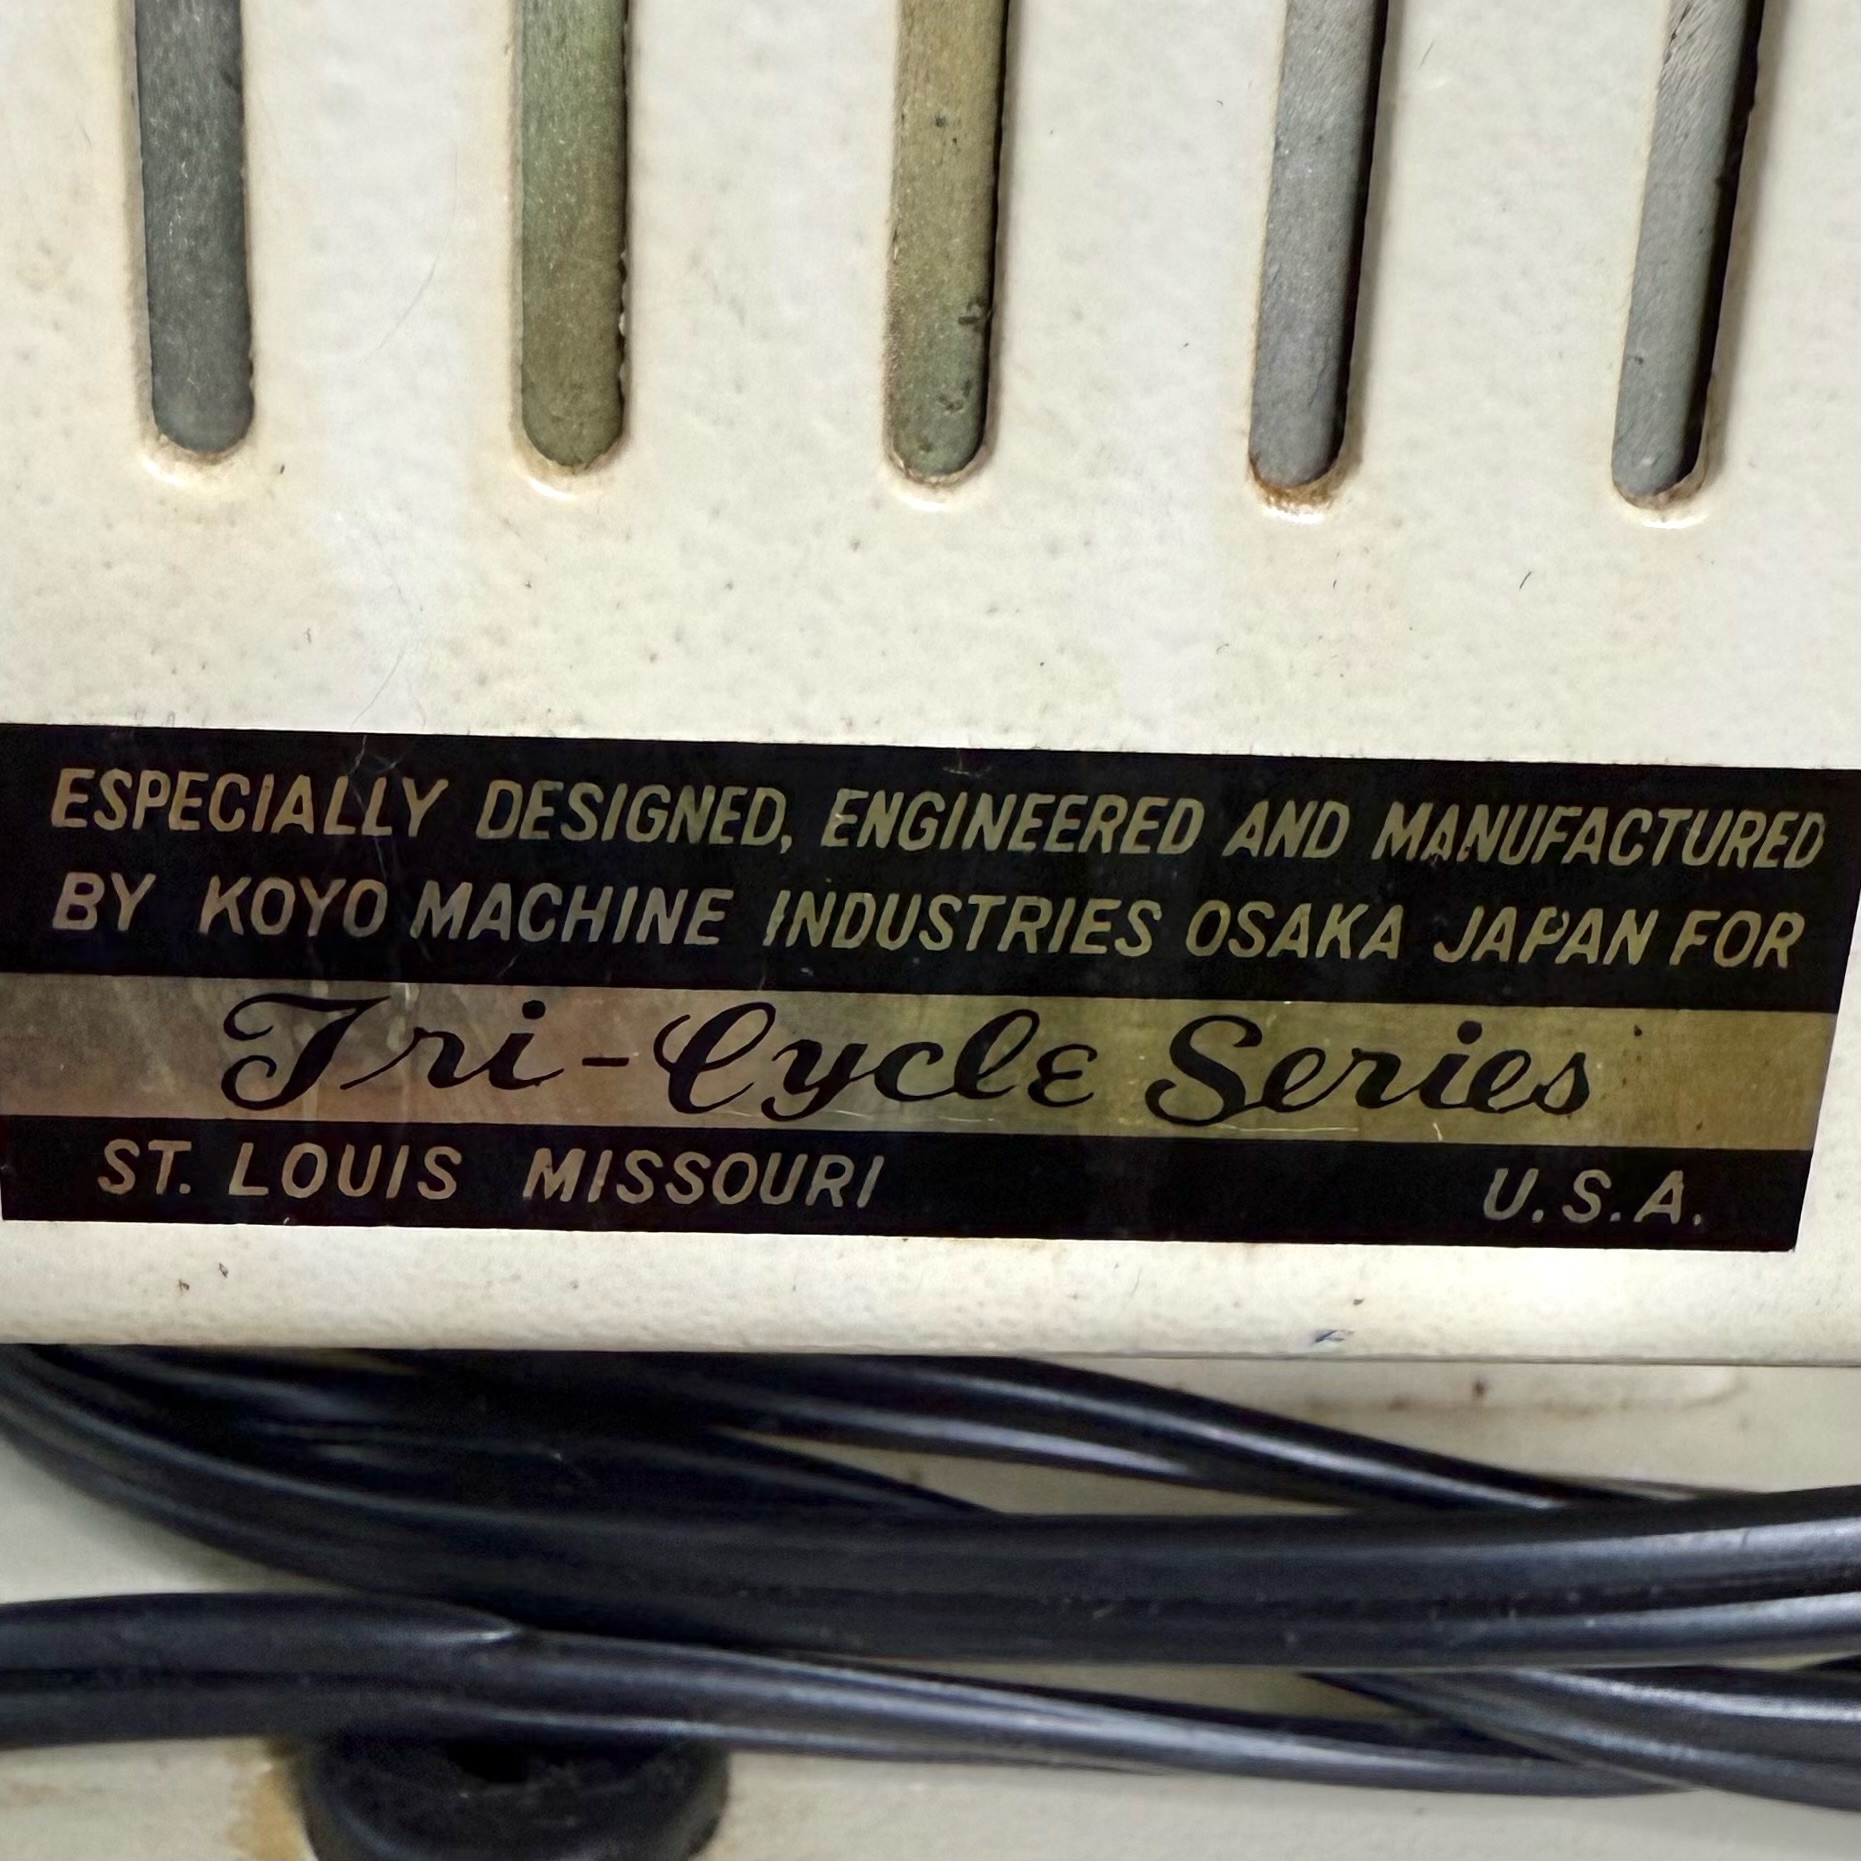 ESPECIALLY DESIGNED, ENGINEERED AND MANUFACTURED
BY KOYO MACHINE INDUSTRIES OSAKA JAPAN FOR
Tri-Cycle Series
ST. LOUIS MISSOURI U.S.A.